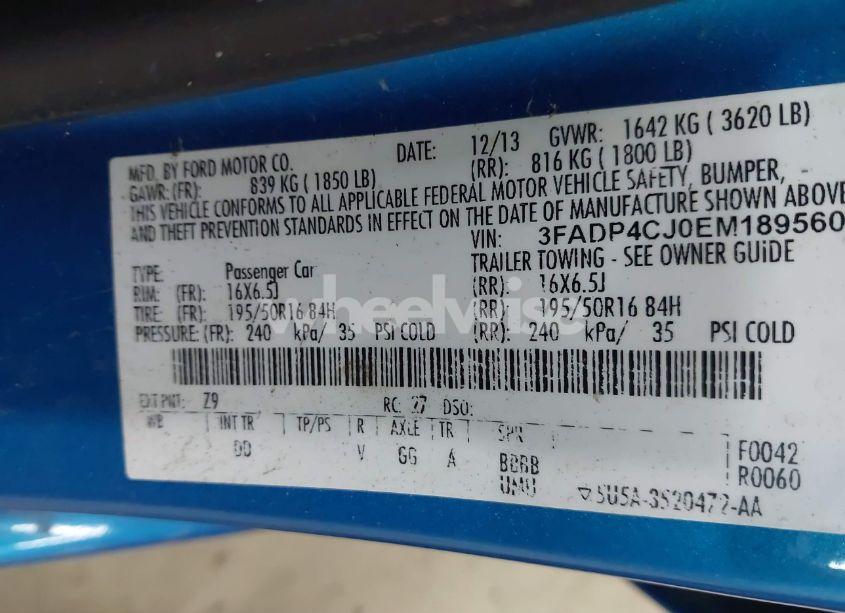 MFD. BY FORD MOTOR CO. DATE: 12/13 GVWR: 1642 KG ( 3620 LB)
GAWR: (FR): 839 KG ( 1850 LB) (RR): 816 KG ( 1800 LB)
THIS VEHICLE CONFORMS TO ALL APPLICABLE FEDERAL MOTOR VEHICLE SAFETY, BUMPER,
AND THEFT PREVENTION STANDARDS IN EFFECT ON THE DATE OF MANUFACTURE SHOWN ABOVE
VIN: 3FADP4CJ0EM189560
TYPE: Passenger Car TRAILER TOWING - SEE OWNER GUiDE
RIM: (FR): 16X6.5J (RR): 16X6.5J
TIRE: (FR): 195/50R16 84H (RR): 195/50R16 84H
PRESSURE: (FR): 240 kPa/ 35 PSI COLD (RR): 240 kPa/ 35 PSI COLD
wheelwise
EXT PNT: Z9 RC: 27 DSO:
WB INT TR TP/PS R AXLE TR SPR F0042
DD V GG A BBBB R0060
UMU ▽5U5A-3520472-AA